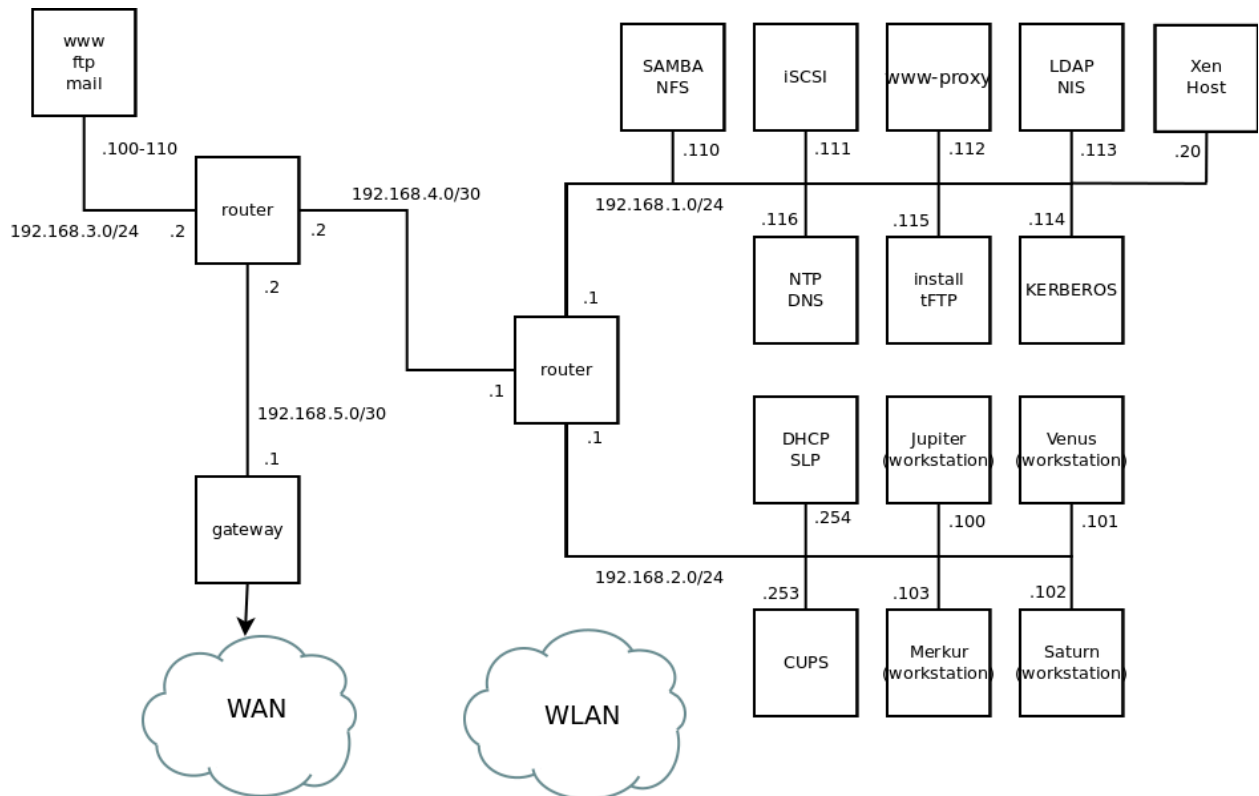 www
ftp
mail
SAMBA
NFS
iSCSI
www-proxy
LDAP
NIS
Xen
Host
.100-110
.110
.111
.112
.113
.20
192.168.4.0/30
192.168.1.0/24
router
192.168.3.0/24
.2
.2
.2
.116
.115
.114
NTP
DNS
install
tFTP
KERBEROS
.1
router
.1
.1
192.168.5.0/30
.1
gateway
DHCP
SLP
Jupiter
(workstation)
Venus
(workstation)
.254
.100
.101
192.168.2.0/24
.253
.103
.102
CUPS
Merkur
(workstation)
Saturn
(workstation)
WAN
WLAN